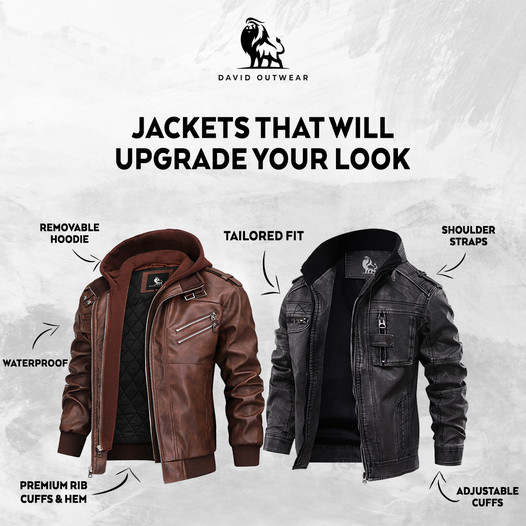 DAVID OUTWEAR
JACKETS THAT WILL
UPGRADE YOUR LOOK
REMOVABLE
HOODIE
TAILORED FIT
SHOULDER
STRAPS
WATERPROOF
PREMIUM RIB
CUFFS & HEM
ADJUSTABLE
CUFFS